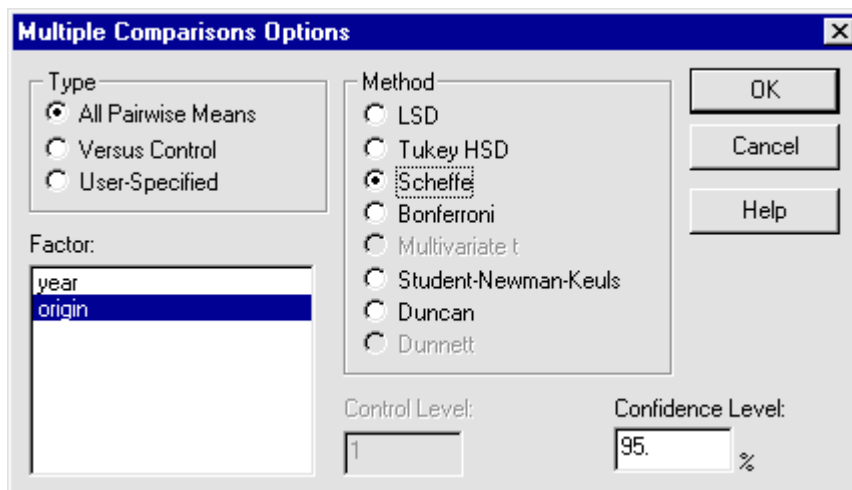 Multiple Comparisons Options
Type
All Pairwise Means
Versus Control
User-Specified
Factor:
year
origin
Method
LSD
Tukey HSD
Scheffe
Bonferroni
Multivariate t
Student-Newman-Keuls
Duncan
Dunnett
Control Level:
1
Confidence Level:
95. %
OK
Cancel
Help